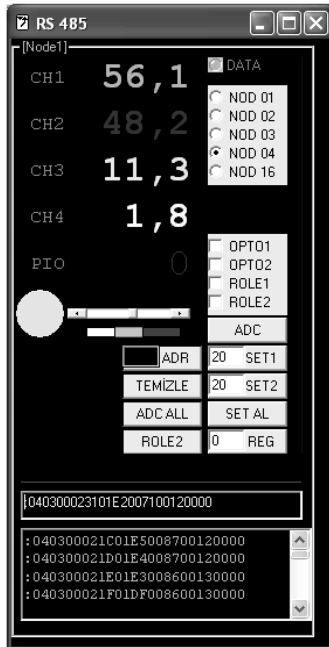 RS 485
[Node1]
CH1 56,1
DATA
CH2 48,2
NOD 01
NOD 02
NOD 03
NOD 04
NOD 16
CH3 11,3
CH4 1,8
PIO 0
OPTO1
OPTO2
ROLE1
ROLE2
ADC
ADR 20 SET1
TEMİZLE 20 SET2
ADC ALL SET AL
ROLE2 0 REG
:040300023101E2007100120000
:040300021C01E5008700120000
:040300021D01E4008700120000
:040300021E01E3008600130000
:040300021F01DF008600130000